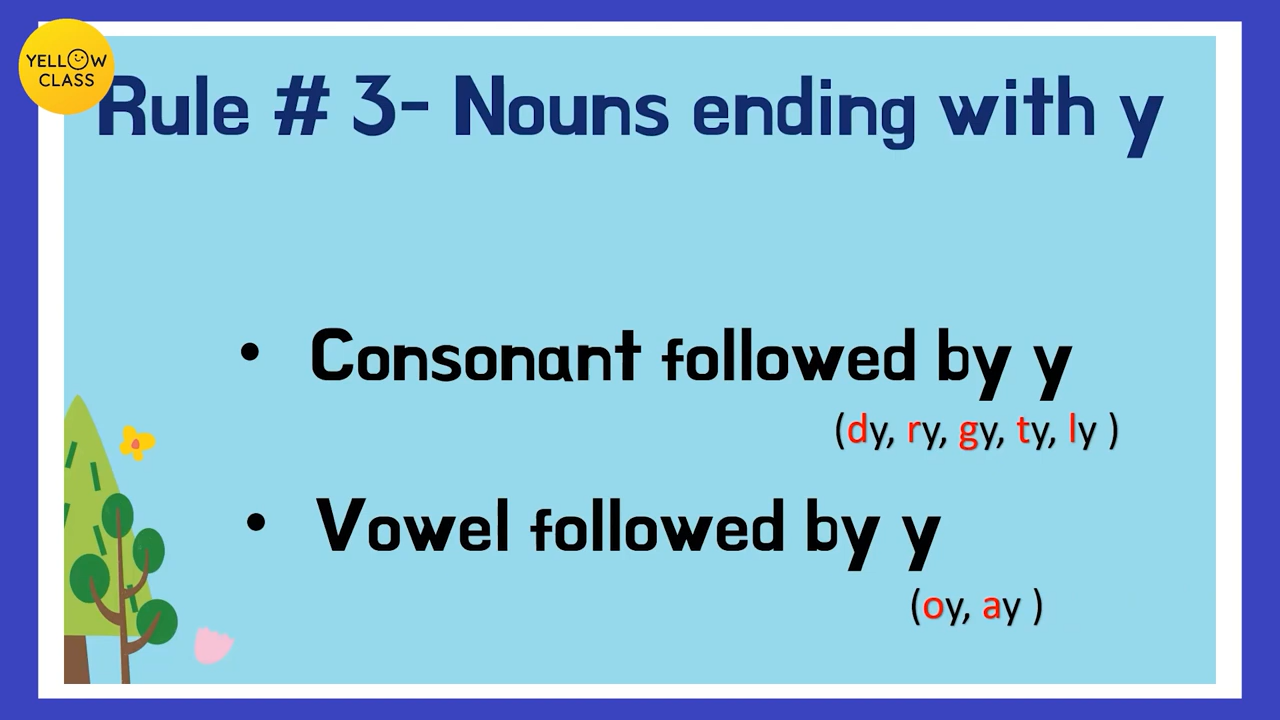 YELLOW
CLASS
Rule # 3- Nouns ending with y
• Consonant followed by y
(dy, ry, gy, ty, ly )
• Vowel followed by y
(oy, ay )